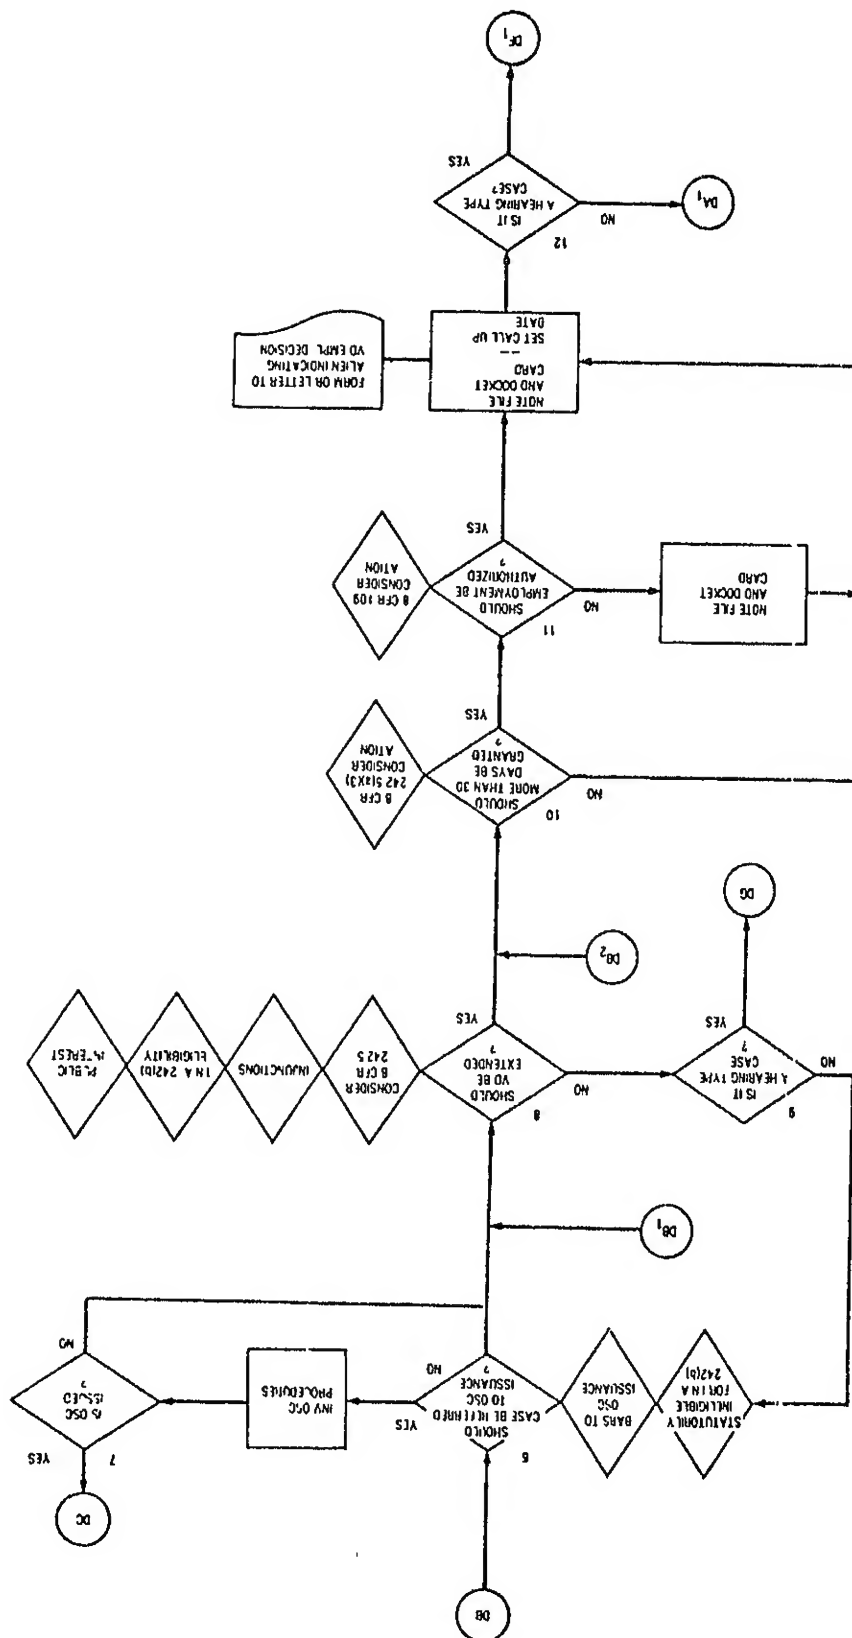 DB
SHOULD
CASE BE REFERRED
TO OSC
ISSUANCE
?
6
YES
NO
BARS TO
OSC
ISSUANCE
STATUTORILY
INELIGIBLE
FOR IN A
242(b)
INV OSC
PROCEDURES
IS OSC
ISSUED
?
7
YES
NO
DC
DB1
SHOULD
VD BE
EXTENDED
?
8
YES
NO
CONSIDER
8 CFR
242 5
INJUNCTIONS
IN A 242(b)
ELIGIBILITY
PUBLIC
INTEREST
IS IT
A HEARING TYPE
CASE
?
9
YES
NO
DG
DB2
SHOULD
MORE THAN 30
DAYS BE
GRANTED
?
10
YES
NO
8 CFR
242 5(a)(3)
CONSIDER
ATION
SHOULD
EMPLOYMENT BE
AUTHORIZED
?
11
YES
NO
8 CFR 109
CONSIDER
ATION
NOTE FILE
AND DOCKET
CARD
NOTE FILE
AND DOCKET
CARD
--
SET CALL UP
DATE
FORM OR LETTER TO
ALIEN INDICATING
VD EMPL DECISION
IS IT
A HEARING TYPE
CASE?
12
YES
NO
DA1
DF1